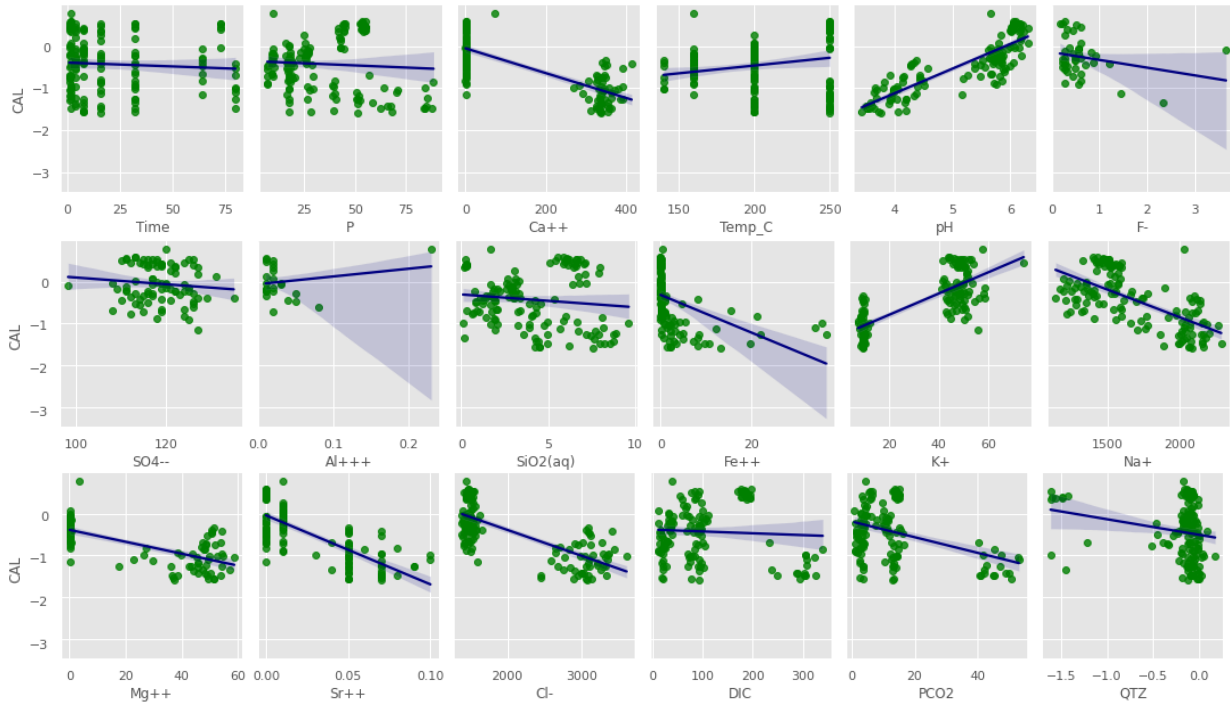 CAL
0
−1
−2
−3
0 25 50 75
Time
25 50 75
P
0 200 400
Ca++
150 200 250
Temp_C
4 5 6
pH
0 1 2 3
F-
CAL
0
−1
−2
−3
100 120
SO4--
0.0 0.1 0.2
Al+++
0 5 10
SiO2(aq)
0 20
Fe++
20 40 60
K+
1500 2000
Na+
CAL
0
−1
−2
−3
0 20 40 60
Mg++
0.00 0.05 0.10
Sr++
2000 3000
Cl-
0 100 200 300
DIC
0 20 40
PCO2
−1.5 −1.0 −0.5 0.0
QTZ